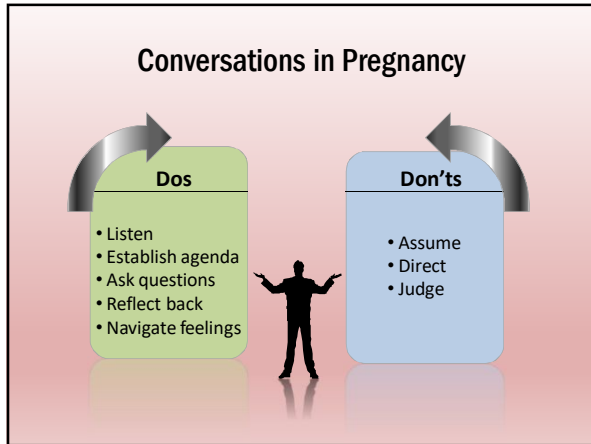 Conversations in Pregnancy
Dos
• Listen
• Establish agenda
• Ask questions
• Reflect back
• Navigate feelings
Don'ts
• Assume
• Direct
• Judge